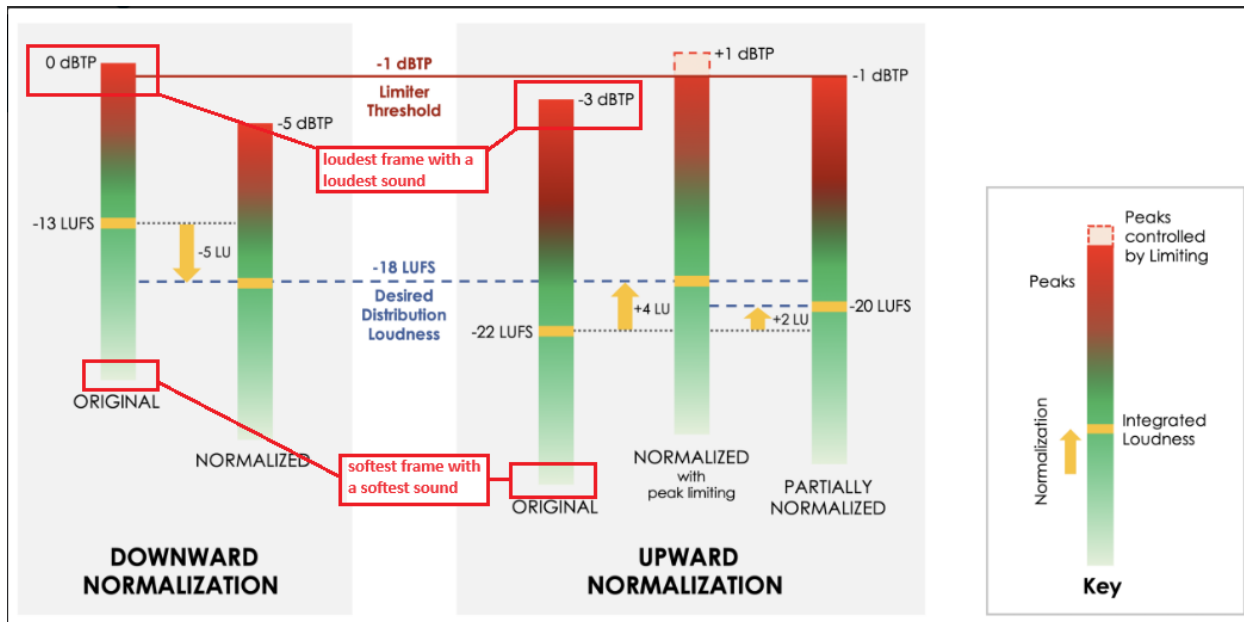 0 dBTP
-5 dBTP
-13 LUFS
-5 LU
ORIGINAL
NORMALIZED
DOWNWARD
NORMALIZATION
-1 dBTP
Limiter
Threshold
loudest frame with a
loudest sound
-18 LUFS
Desired
Distribution
Loudness
softest frame with
a softest sound
+1 dBTP
-1 dBTP
-3 dBTP
-22 LUFS
+4 LU
+2 LU
-20 LUFS
ORIGINAL
NORMALIZED
with
peak limiting
PARTIALLY
NORMALIZED
UPWARD
NORMALIZATION
Peaks
controlled
by Limiting
Peaks
Integrated
Loudness
Normalization
Key